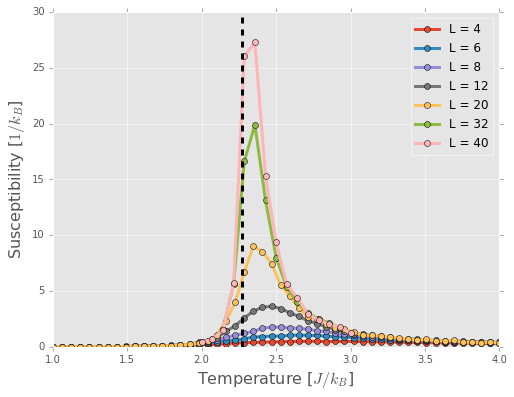 30
25
20
15
10
5
0
Susceptibility [1/k_B]
1.0 1.5 2.0 2.5 3.0 3.5 4.0
Temperature [J/k_B]
L = 4
L = 6
L = 8
L = 12
L = 20
L = 32
L = 40